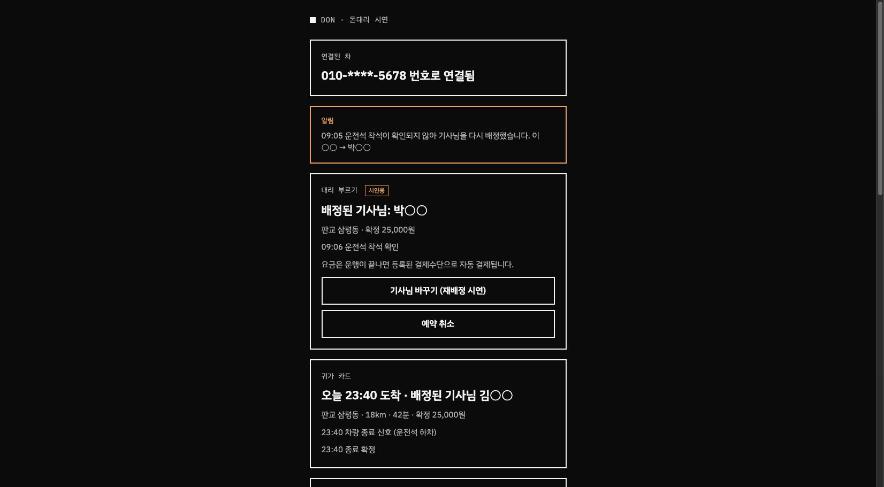 DON · 돈대리 시연
연결된 차
010-****-5678 번호로 연결됨
알림
09:05 운전석 착석이 확인되지 않아 기사님을 다시 배정했습니다. 이
○○ → 박○○
대리 부르기 시연용
배정된 기사님: 박○○
판교 삼평동 · 확정 25,000원
09:06 운전석 착석 확인
요금은 운행이 끝나면 등록된 결제수단으로 자동 결제됩니다.
기사님 바꾸기 (재배정 시연)
예약 취소
귀가 카드
오늘 23:40 도착 · 배정된 기사님 김○○
판교 삼평동 · 18km · 42분 · 확정 25,000원
23:40 차량 종료 신호 (운전석 하차)
23:40 종료 확정